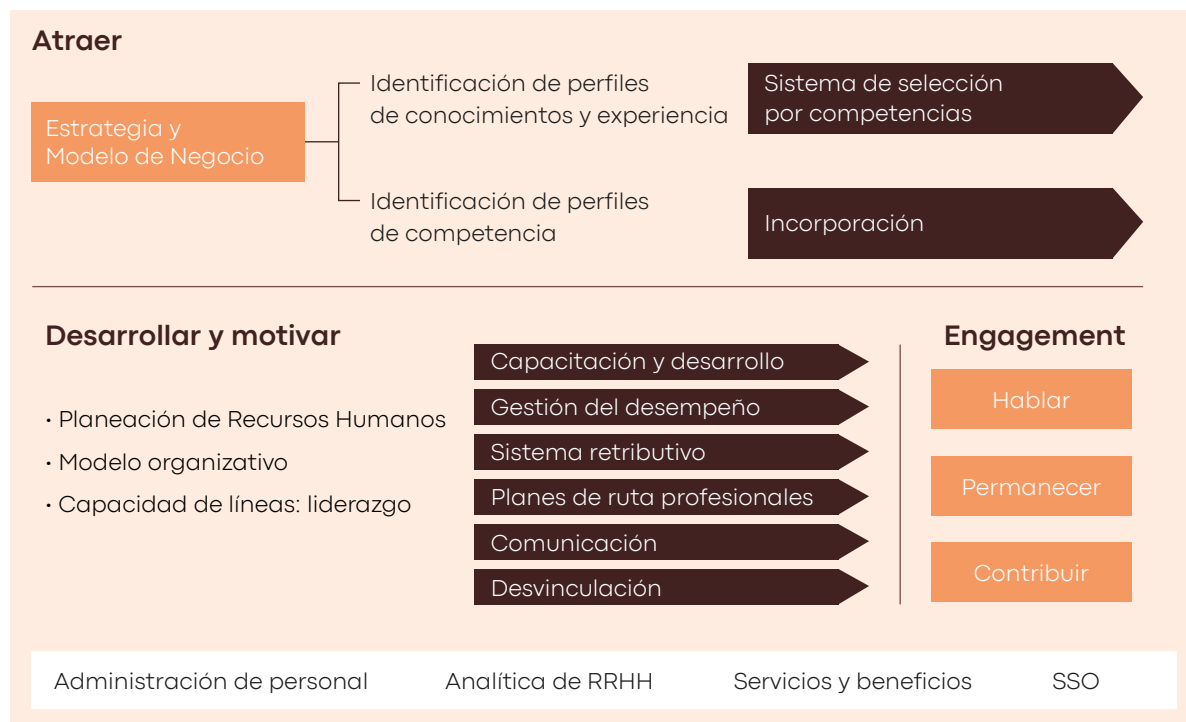 Atraer
Estrategia y
Modelo de Negocio
Identificación de perfiles
de conocimientos y experiencia
Identificación de perfiles
de competencia
Sistema de selección
por competencias
Incorporación
Desarrollar y motivar
· Planeación de Recursos Humanos
· Modelo organizativo
· Capacidad de líneas: liderazgo
Capacitación y desarrollo
Gestión del desempeño
Sistema retributivo
Planes de ruta profesionales
Comunicación
Desvinculación
Engagement
Hablar
Permanecer
Contribuir
Administración de personal
Analítica de RRHH
Servicios y beneficios
SSO